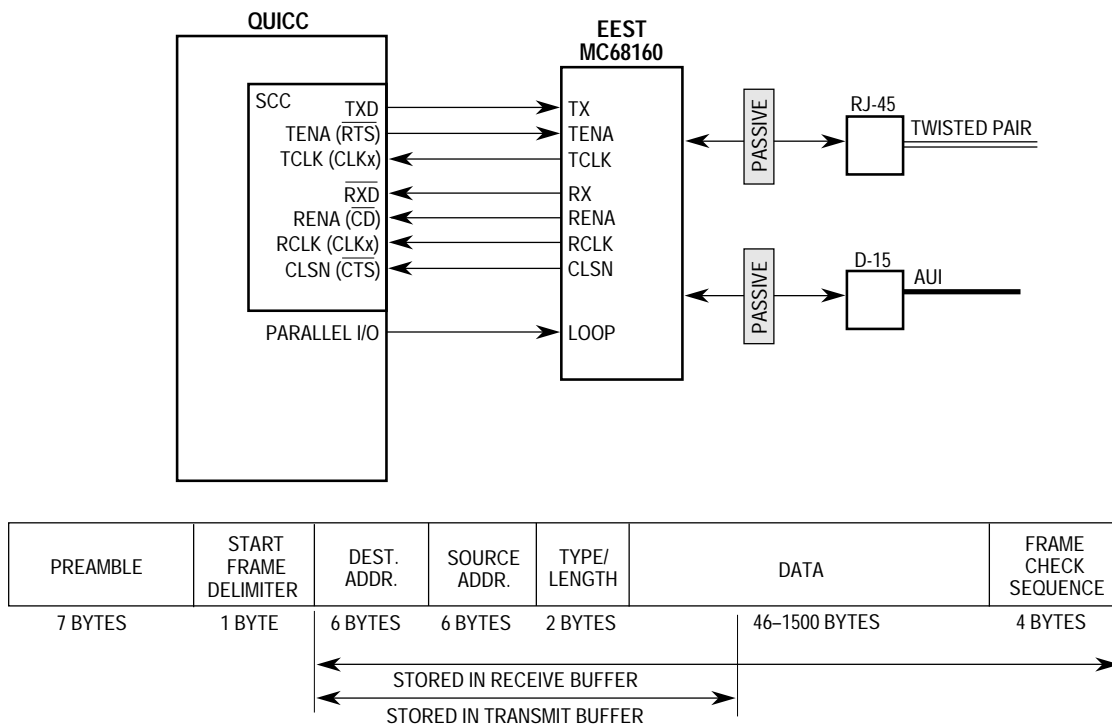 QUICC
EEST
MC68160
SCC
TXD
TENA (RTS)
TCLK (CLKx)
RXD
RENA (CD)
RCLK (CLKx)
CLSN (CTS)
PARALLEL I/O
TX
TENA
TCLK
RX
RENA
RCLK
CLSN
LOOP
PASSIVE
RJ-45
TWISTED PAIR
PASSIVE
D-15
AUI
PREAMBLE
START
FRAME
DELIMITER
DEST.
ADDR.
SOURCE
ADDR.
TYPE/
LENGTH
DATA
FRAME
CHECK
SEQUENCE
7 BYTES
1 BYTE
6 BYTES
6 BYTES
2 BYTES
46–1500 BYTES
4 BYTES
STORED IN RECEIVE BUFFER
STORED IN TRANSMIT BUFFER